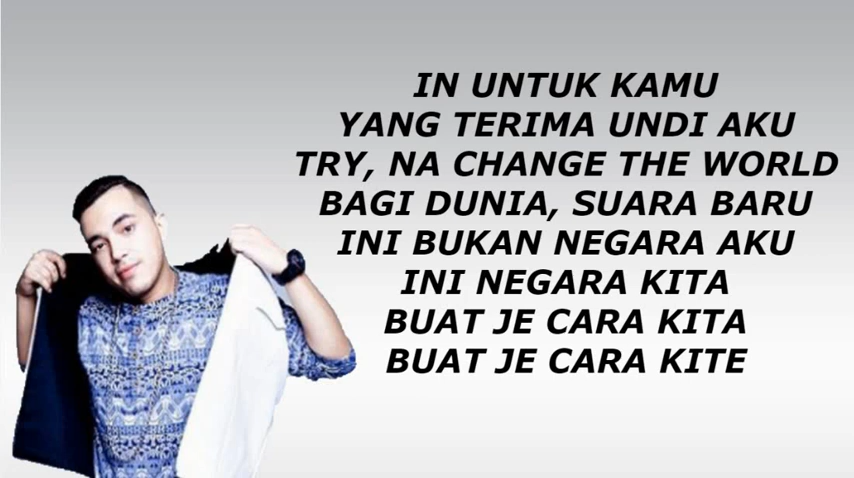 IN UNTUK KAMU
YANG TERIMA UNDI AKU
TRY, NA CHANGE THE WORLD
BAGI DUNIA, SUARA BARU
INI BUKAN NEGARA AKU
INI NEGARA KITA
BUAT JE CARA KITA
BUAT JE CARA KITE